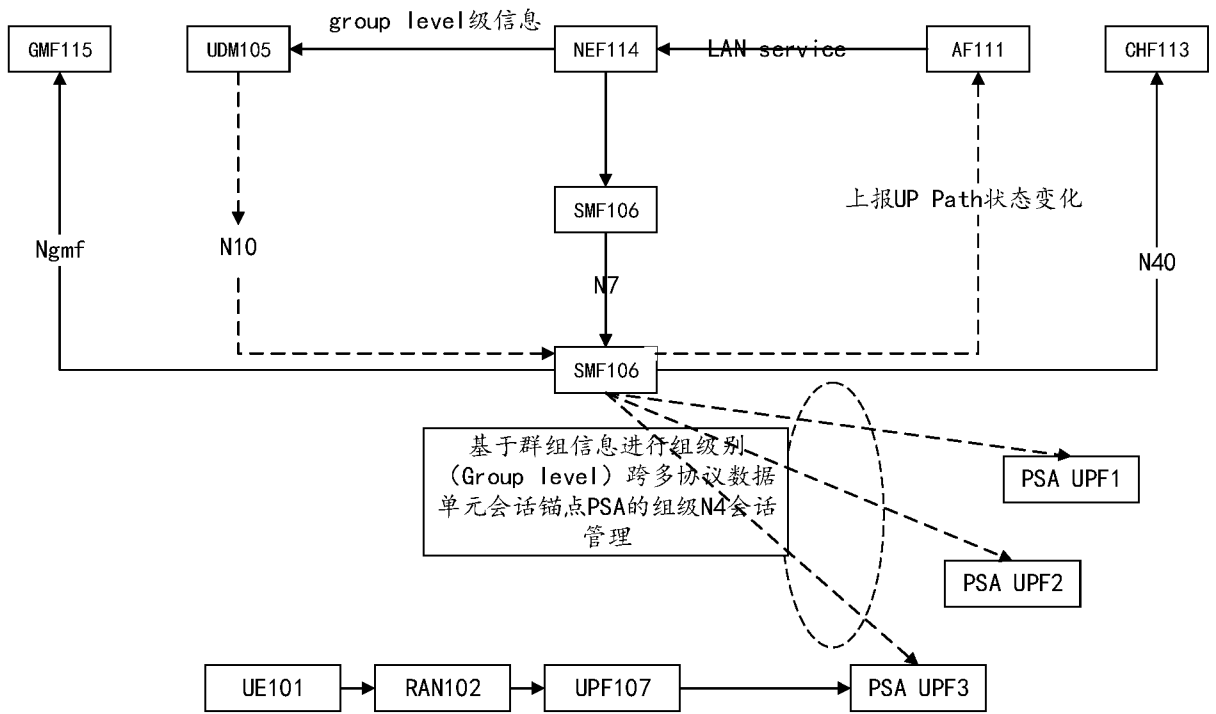 group level级信息
GMF115
UDM105
NEF114
LAN service
AF111
CHF113
SMF106
上报UP Path状态变化
Ngmf
N10
N7
N40
SMF106
基于群组信息进行组级别
（Group level）跨多协议数据
单元会话锚点PSA的组级N4会话
管理
PSA UPF1
PSA UPF2
UE101
RAN102
UPF107
PSA UPF3